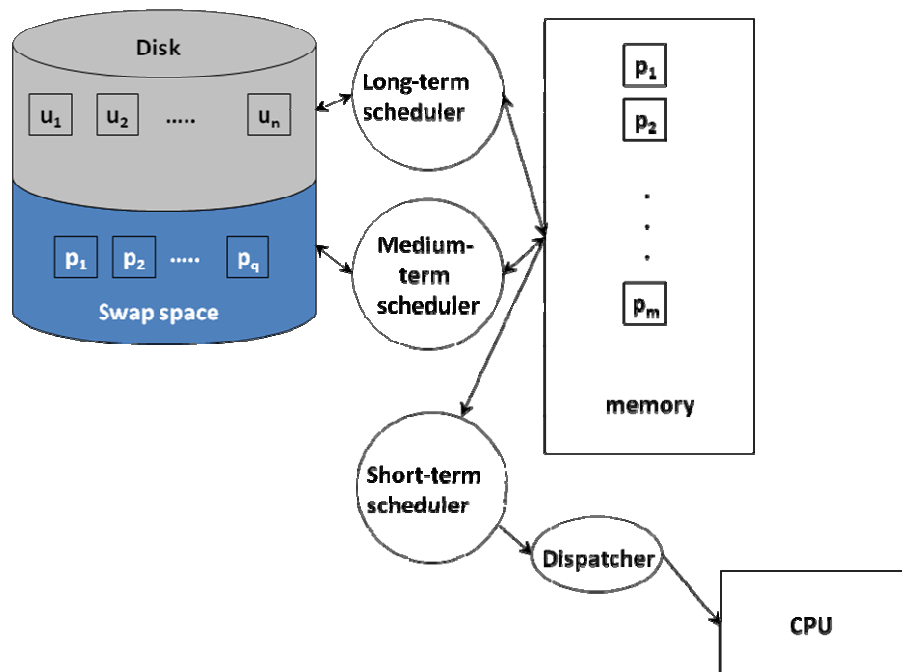 Disk
u₁ u₂ ..... uₙ
p₁ p₂ ..... p_q
Swap space
Long-term
scheduler
Medium-
term
scheduler
Short-term
scheduler
Dispatcher
p₁
p₂
.
.
.
pₘ
memory
CPU